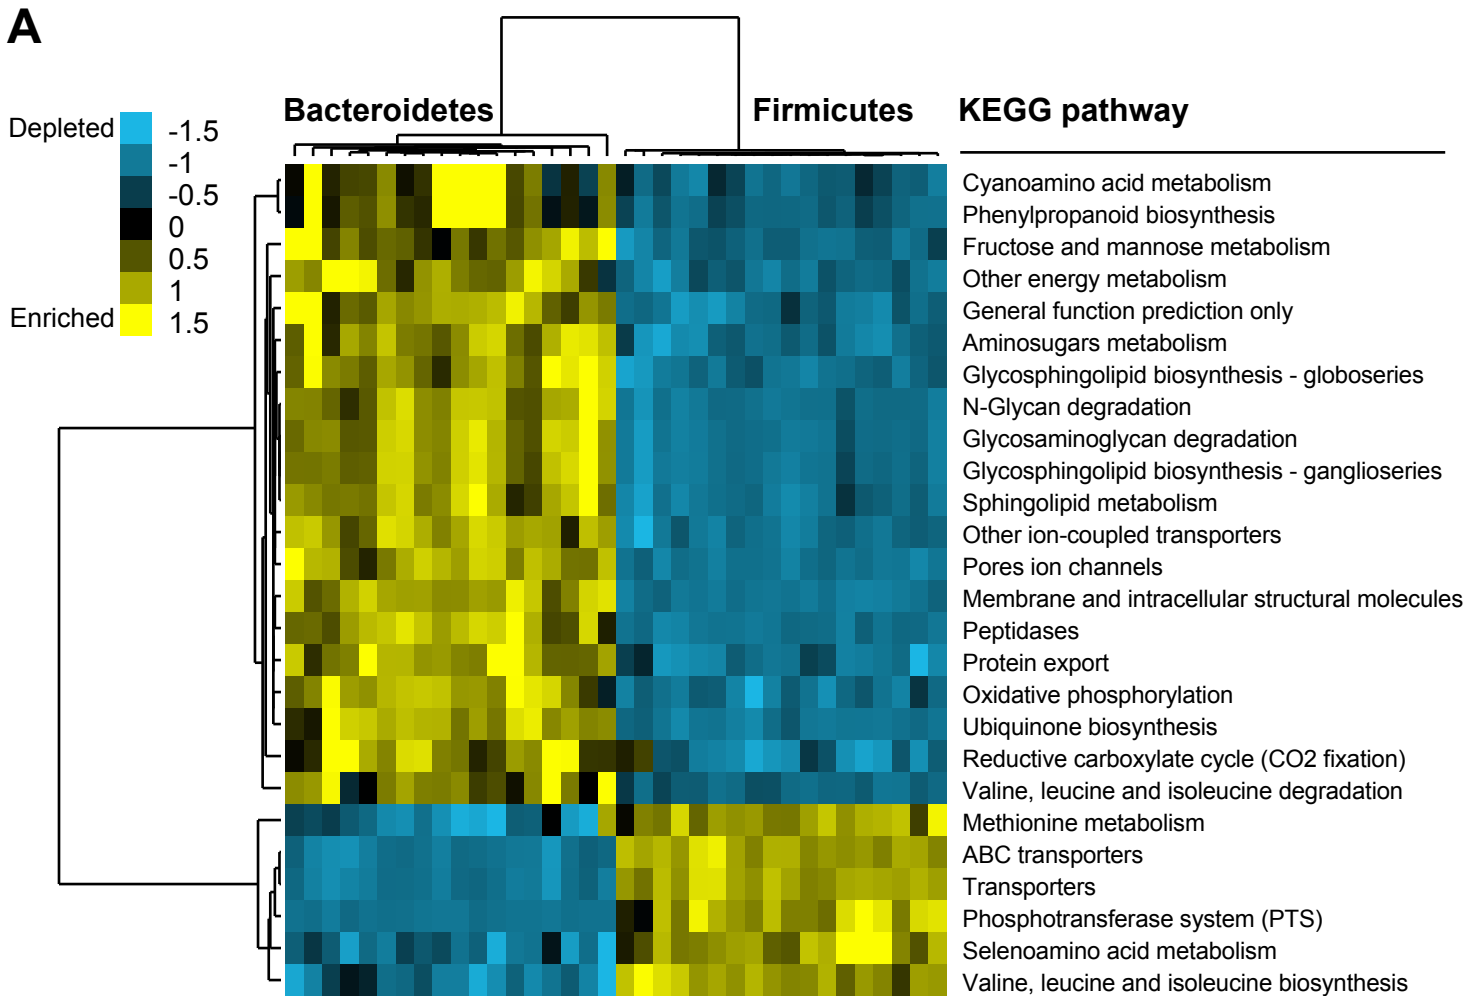 A
Bacteroidetes Firmicutes KEGG pathway
Depleted
-1.5
-1
-0.5
0
0.5
1
Enriched
1.5
Cyanoamino acid metabolism
Phenylpropanoid biosynthesis
Fructose and mannose metabolism
Other energy metabolism
General function prediction only
Aminosugars metabolism
Glycosphingolipid biosynthesis - globoseries
N-Glycan degradation
Glycosaminoglycan degradation
Glycosphingolipid biosynthesis - ganglioseries
Sphingolipid metabolism
Other ion-coupled transporters
Pores ion channels
Membrane and intracellular structural molecules
Peptidases
Protein export
Oxidative phosphorylation
Ubiquinone biosynthesis
Reductive carboxylate cycle (CO2 fixation)
Valine, leucine and isoleucine degradation
Methionine metabolism
ABC transporters
Transporters
Phosphotransferase system (PTS)
Selenoamino acid metabolism
Valine, leucine and isoleucine biosynthesis